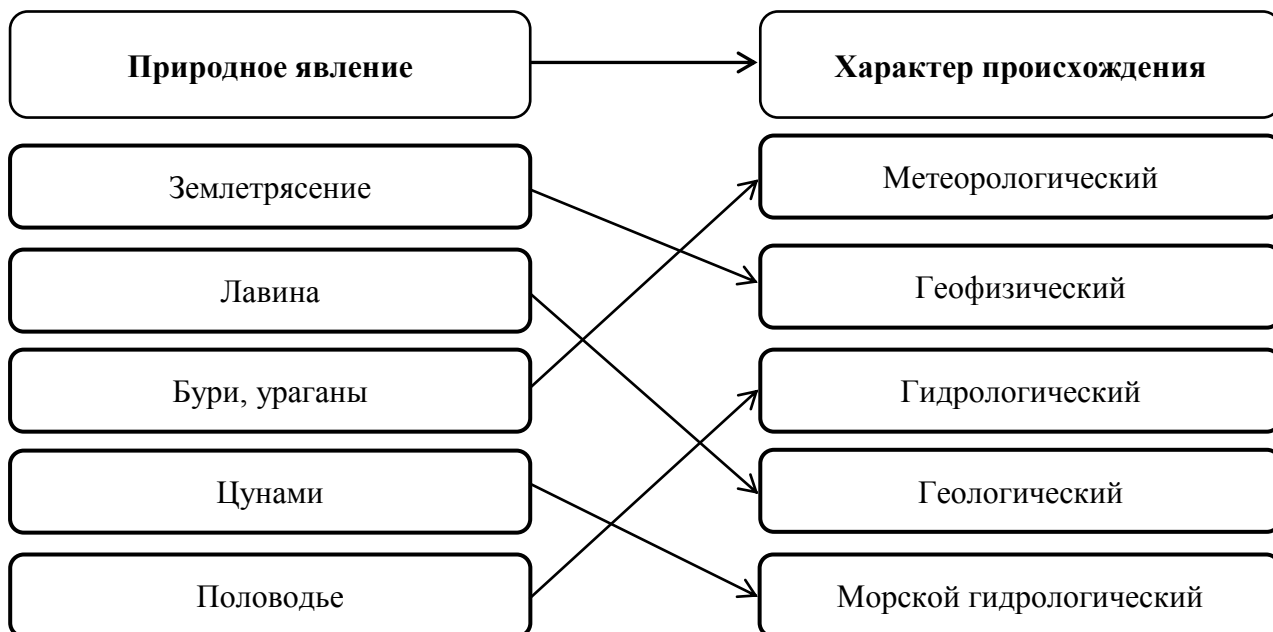 Природное явление
Характер происхождения
Землетрясение
Метеорологический
Лавина
Геофизический
Бури, ураганы
Гидрологический
Цунами
Геологический
Половодье
Морской гидрологический